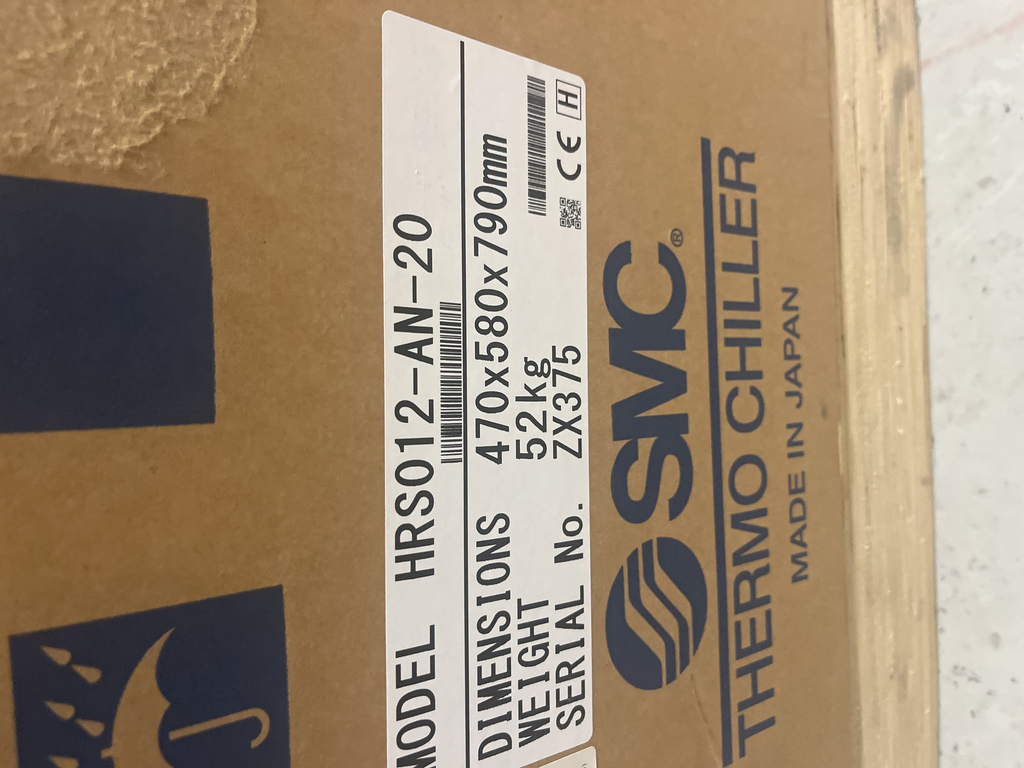 MODEL HRS012-AN-20
DIMENSIONS 470x580x790mm
WEIGHT 52kg
SERIAL No. ZX375
CE H
SMC®
THERMO CHILLER
MADE IN JAPAN